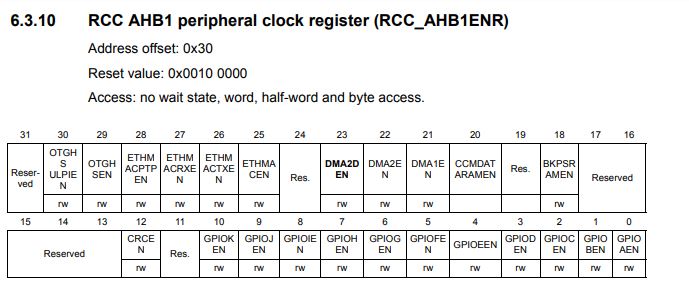 6.3.10 RCC AHB1 peripheral clock register (RCC_AHB1ENR)
Address offset: 0x30
Reset value: 0x0010 0000
Access: no wait state, word, half-word and byte access.
31 30 29 28 27 26 25 24 23 22 21 20 19 18 17 16
Reser-
ved
OTGH
S
ULPIE
N
OTGH
SEN
ETHM
ACPTP
EN
ETHM
ACRXE
N
ETHM
ACTXE
N
ETHMA
CEN
Res.
DMA2D
EN
DMA2E
N
DMA1E
N
CCMDAT
ARAMEN
Res.
BKPSR
AMEN
Reserved
rw rw rw rw rw rw rw rw rw rw
15 14 13 12 11 10 9 8 7 6 5 4 3 2 1 0
Reserved
CRCE
N
Res.
GPIOK
EN
GPIOJ
EN
GPIOIE
N
GPIOH
EN
GPIOG
EN
GPIOFE
N
GPIOEEN
GPIOD
EN
GPIOC
EN
GPIO
BEN
GPIO
AEN
rw rw rw rw rw rw rw rw rw rw rw rw